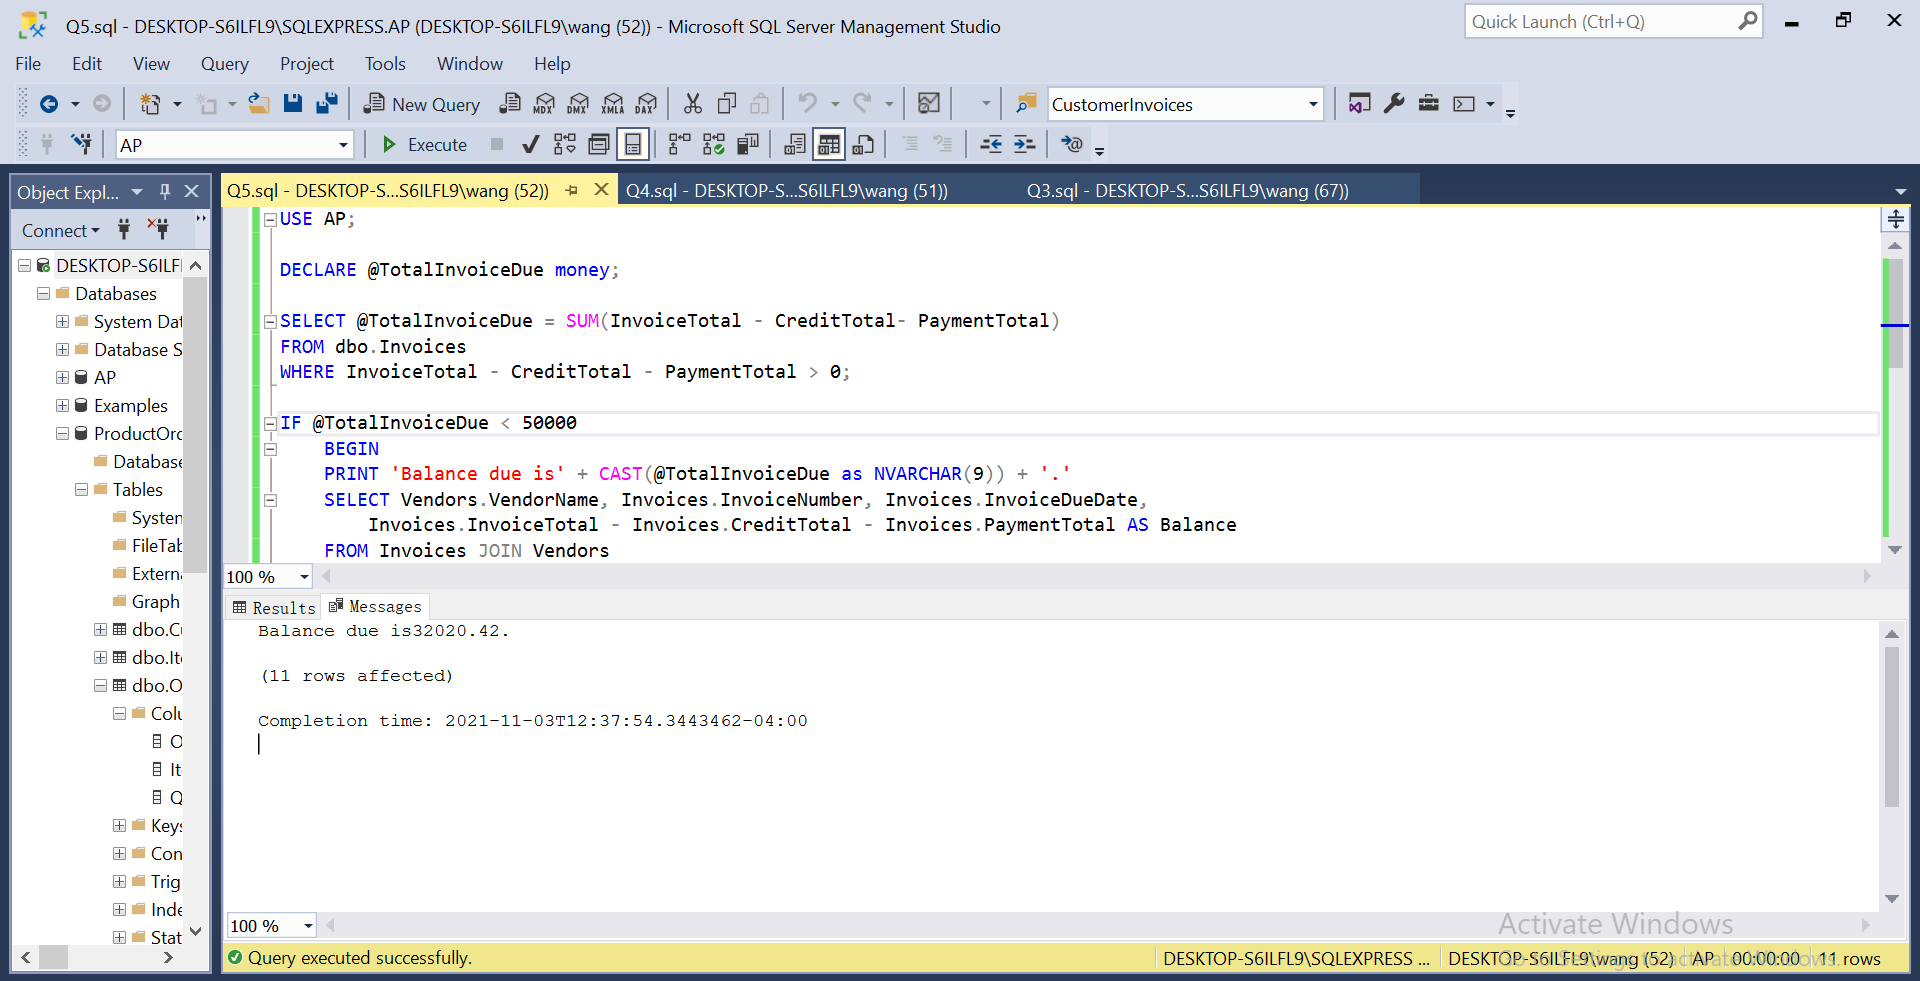 Q5.sql - DESKTOP-S6ILFL9\SQLEXPRESS.AP (DESKTOP-S6ILFL9\wang (52)) - Microsoft SQL Server Management Studio
Quick Launch (Ctrl+Q)
File Edit View Query Project Tools Window Help
New Query MDX DMX XMLA DAX CustomerInvoices
AP Execute
Object Expl...
Q5.sql - DESKTOP-S...S6ILFL9\wang (52)) Q4.sql - DESKTOP-S...S6ILFL9\wang (51)) Q3.sql - DESKTOP-S...S6ILFL9\wang (67))
Connect
DESKTOP-S6ILFI
Databases
System Dat
Database S
AP
Examples
ProductOrc
Database
Tables
System
FileTab
Externa
Graph
dbo.Cu
dbo.Ite
dbo.O
Colu
O
It
Q
Keys
Con
Trig
Inde
Stat
USE AP;
DECLARE @TotalInvoiceDue money;
SELECT @TotalInvoiceDue = SUM(InvoiceTotal - CreditTotal- PaymentTotal)
FROM dbo.Invoices
WHERE InvoiceTotal - CreditTotal - PaymentTotal > 0;
IF @TotalInvoiceDue < 50000
BEGIN
PRINT 'Balance due is' + CAST(@TotalInvoiceDue as NVARCHAR(9)) + '.'
SELECT Vendors.VendorName, Invoices.InvoiceNumber, Invoices.InvoiceDueDate,
Invoices.InvoiceTotal - Invoices.CreditTotal - Invoices.PaymentTotal AS Balance
FROM Invoices JOIN Vendors
100 %
Results Messages
Balance due is32020.42.
(11 rows affected)
Completion time: 2021-11-03T12:37:54.3443462-04:00
100 %
Activate Windows
Query executed successfully.
DESKTOP-S6ILFL9\SQLEXPRESS ... DESKTOP-S6ILFL9\wang (52) AP 00:00:00 11 rows